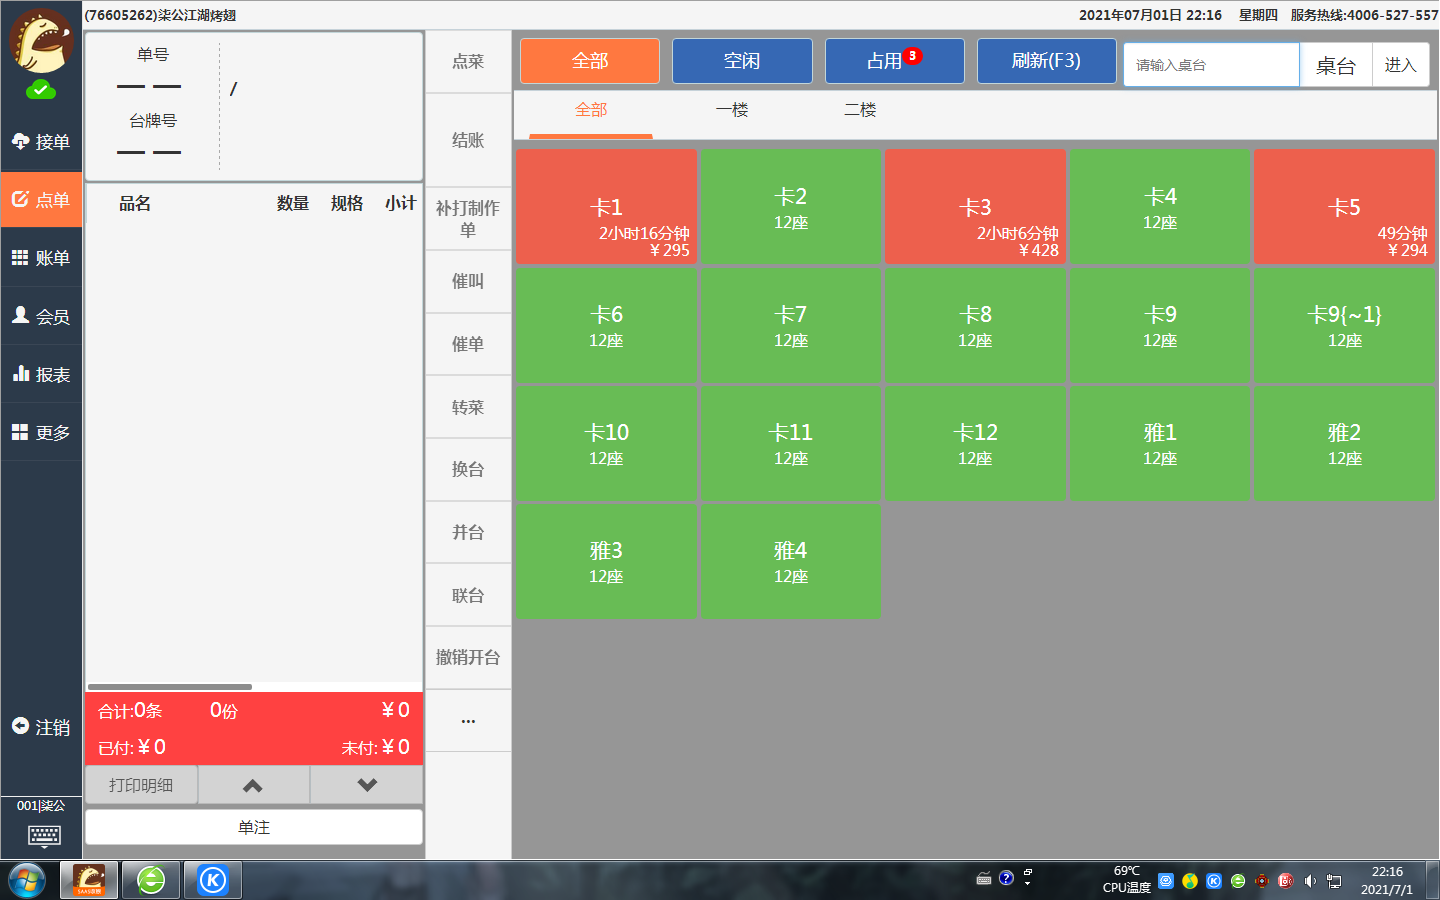 (76605262)柒公江湖烤翅
2021年07月01日 22:16 星期四 服务热线:4006-527-557
接单
点单
账单
会员
报表
更多
注销
001|柒公
单号
— —
/
台牌号
— —
品名 数量 规格 小计
合计:0条 0份 ¥0
已付:¥0 未付:¥0
打印明细
单注
点菜
结账
补打制作
单
催叫
催单
转菜
换台
并台
联台
撤销开台
...
全部 空闲 占用 3 刷新(F3) 请输入桌台 桌台 进入
全部 一楼 二楼
卡1
2小时16分钟
¥295
卡2
12座
卡3
2小时6分钟
¥428
卡4
12座
卡5
49分钟
¥294
卡6
12座
卡7
12座
卡8
12座
卡9
12座
卡9{~1}
12座
卡10
12座
卡11
12座
卡12
12座
雅1
12座
雅2
12座
雅3
12座
雅4
12座
69℃
CPU温度
22:16
2021/7/1